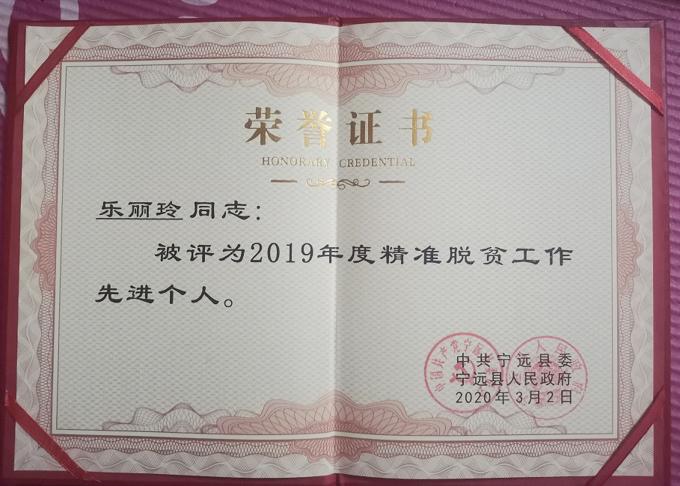 荣誉证书
HONORARY CREDENTIAL
乐丽玲同志：
被评为2019年度精准脱贫工作
先进个人。
中共宁远县委
宁远县人民政府
2020年3月2日